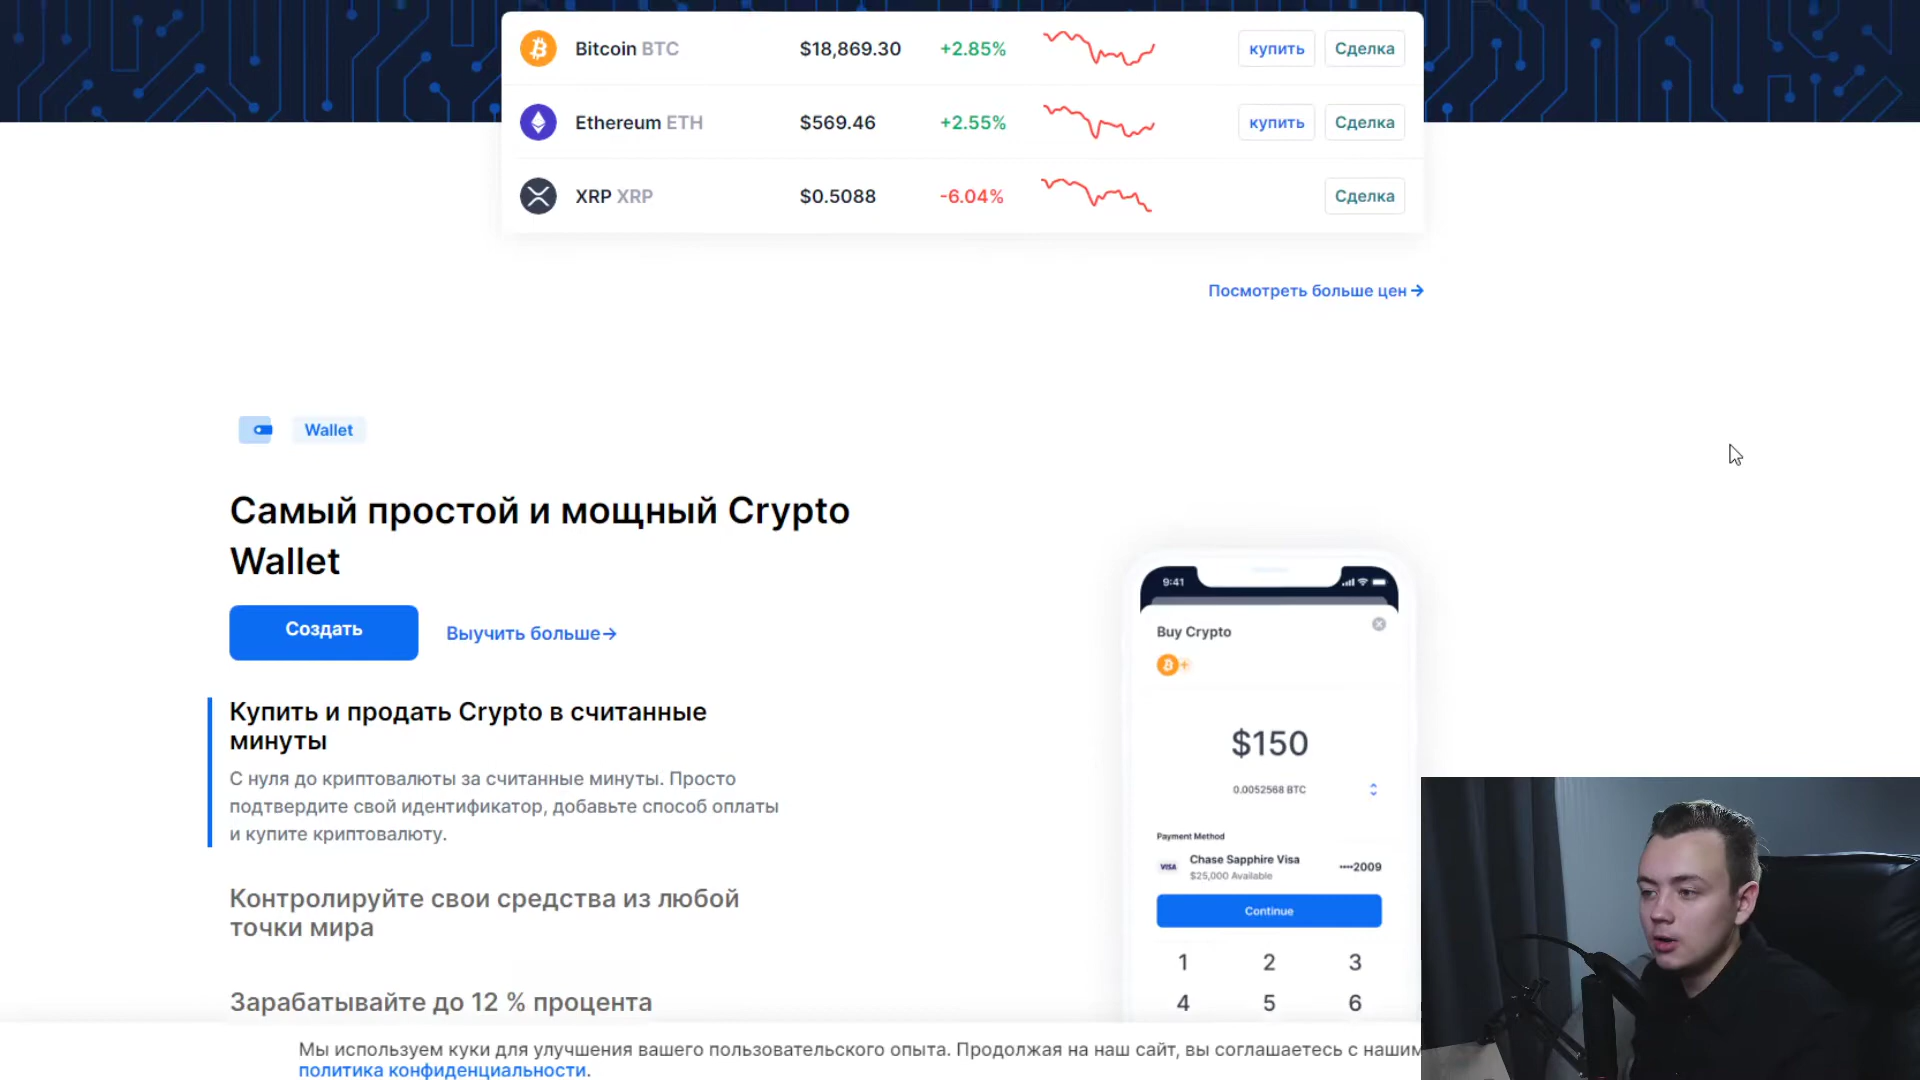 Bitcoin BTC $18,869.30 +2.85% купить Сделка
Ethereum ETH $569.46 +2.55% купить Сделка
XRP XRP $0.5088 -6.04% Сделка
Посмотреть больше цен →
Wallet
Самый простой и мощный Crypto
Wallet
Создать Выучить больше→
Купить и продать Crypto в считанные
минуты
С нуля до криптовалюты за считанные минуты. Просто
подтвердите свой идентификатор, добавьте способ оплаты
и купите криптовалюту.
Контролируйте свои средства из любой
точки мира
Зарабатывайте до 12 % процента
9:41
Buy Crypto
$150
0.0052568 BTC
Payment Method
VISA Chase Sapphire Visa ••••2009
$25,000 Available
Continue
1 2 3
4 5 6
Мы используем куки для улучшения вашего пользовательского опыта. Продолжая на наш сайт, вы соглашаетесь с нашим
политика конфиденциальности.